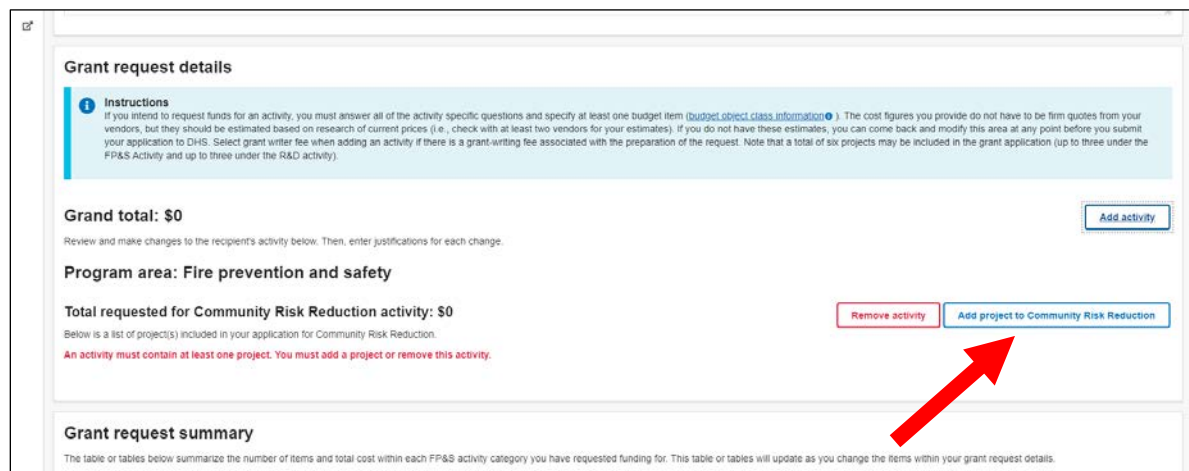 Grant request details
Instructions
If you intend to request funds for an activity, you must answer all of the activity specific questions and specify at least one budget item (budget object class information ). The cost figures you provide do not have to be firm quotes from your
vendors, but they should be estimated based on research of current prices (i.e., check with at least two vendors for your estimates). If you do not have these estimates, you can come back and modify this area at any point before you submit
your application to DHS. Select grant writer fee when adding an activity if there is a grant-writing fee associated with the preparation of the request. Note that a total of six projects may be included in the grant application (up to three under the
FP&S Activity and up to three under the R&D activity).
Grand total: $0
Add activity
Review and make changes to the recipient's activity below. Then, enter justifications for each change.
Program area: Fire prevention and safety
Total requested for Community Risk Reduction activity: $0
Remove activity
Add project to Community Risk Reduction
Below is a list of project(s) included in your application for Community Risk Reduction.
An activity must contain at least one project. You must add a project or remove this activity.
Grant request summary
The table or tables below summarize the number of items and total cost within each FP&S activity category you have requested funding for. This table or tables will update as you change the items within your grant request details.